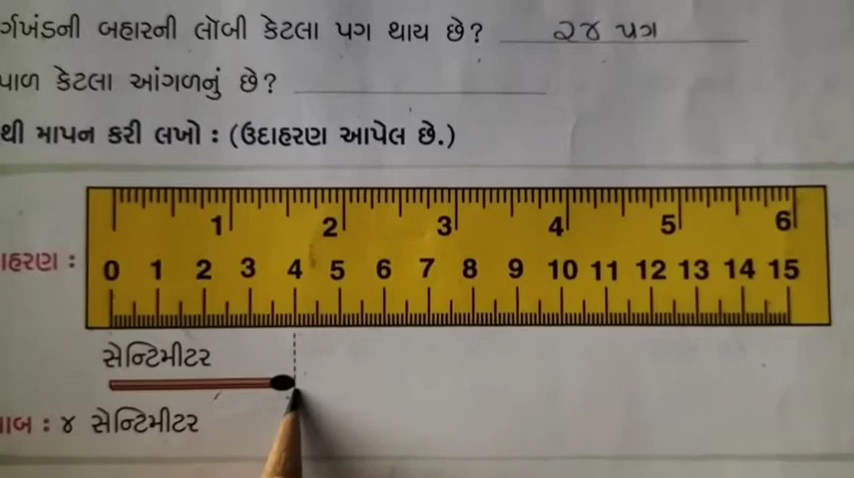 ર્ગખંડની બહારની લૉબી કેટલા પગ થાય છે? ૨૪ પગ
પાળ કેટલા આંગળનું છે?
થી માપન કરી લખો : (ઉદાહરણ આપેલ છે.)
1 2 3 4 5 6
હરણ :
0 1 2 3 4 5 6 7 8 9 10 11 12 13 14 15
સેન્ટિમીટર
: ૪ સેન્ટિમીટર